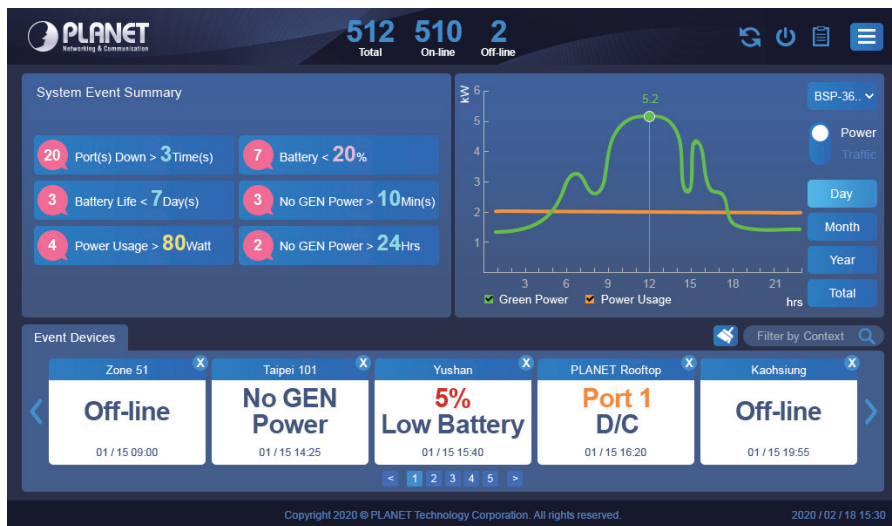 PLANET
Networking & Communication
512 510 2
Total On-line Off-line
System Event Summary
20 Port(s) Down > 3Time(s)
7 Battery < 20%
3 Battery Life < 7Day(s)
3 No GEN Power > 10Min(s)
4 Power Usage > 80Watt
2 No GEN Power > 24Hrs
kW
6
5
4
3
2
1
5.2
3 6 9 12 15 18 21
hrs
Green Power Power Usage
BSP-36..
Power
Traffic
Day
Month
Year
Total
Event Devices
Filter by Context
Zone 51 X
Off-line
01 / 15 09:00
Taipei 101 X
No GEN
Power
01 / 15 14:25
Yushan X
5%
Low Battery
01 / 15 15:40
PLANET Rooftop X
Port 1
D/C
01 / 15 16:20
Kaohsiung X
Off-line
01 / 15 19:55
< 1 2 3 4 5 >
Copyright 2020 © PLANET Technology Corporation. All rights reserved.
2020 / 02 / 18 15:30